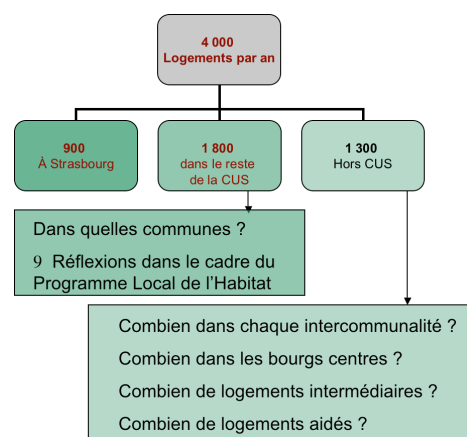 4 000
Logements par an
900
À Strasbourg
1 800
dans le reste
de la CUS
1 300
Hors CUS
Dans quelles communes ?
9 Réflexions dans le cadre du
Programme Local de l’Habitat
Combien dans chaque intercommunalité ?
Combien dans les bourgs centres ?
Combien de logements intermédiaires ?
Combien de logements aidés ?